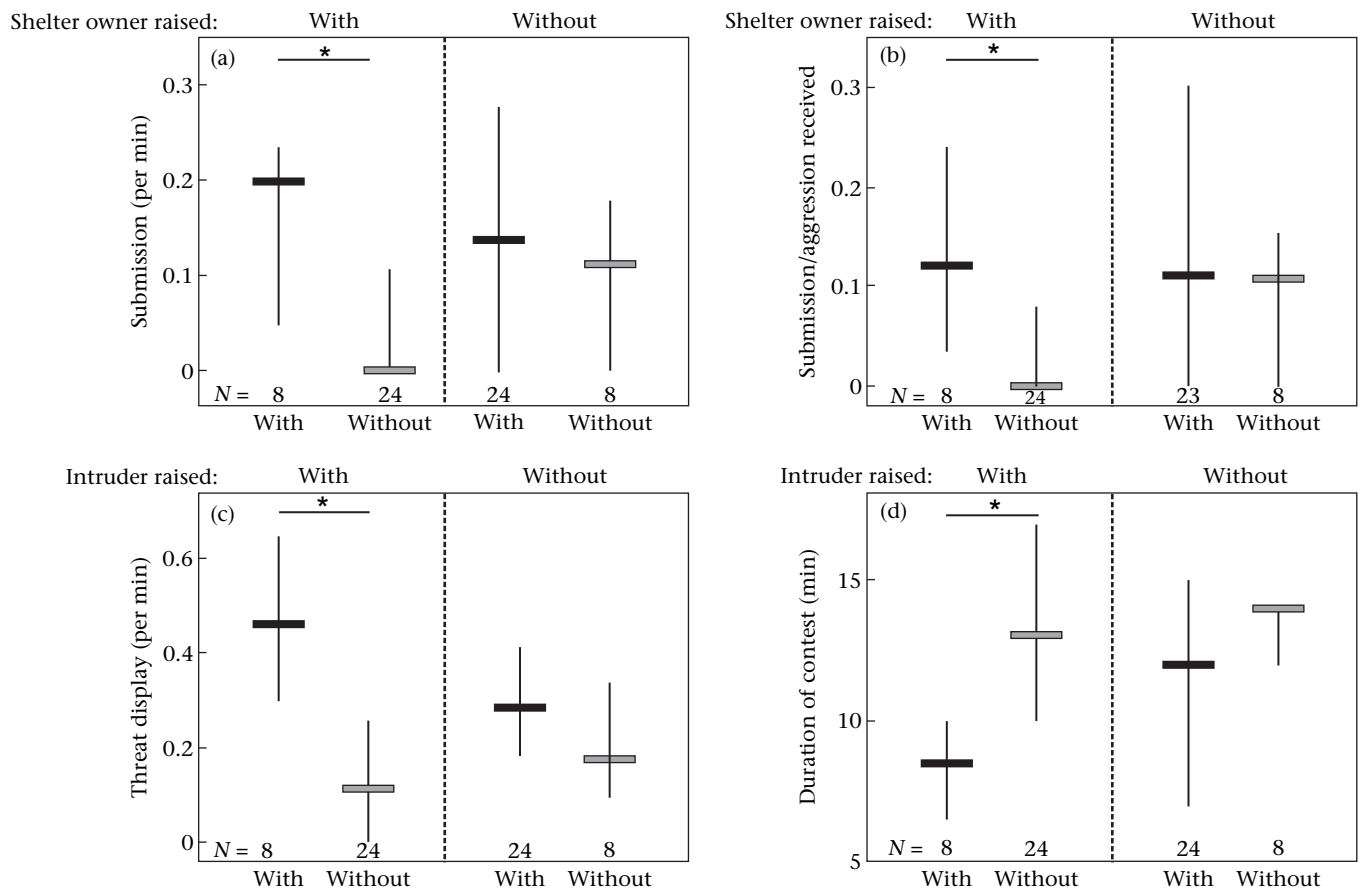 Shelter owner raised: With Without
(a)
*
Submission (per min)
0.3
0.2
0.1
0
N = 8 24 24 8
With Without With Without
Shelter owner raised: With Without
(b)
*
Submission/aggression received
0.3
0.2
0.1
0
N = 8 24 23 8
With Without With Without
Intruder raised: With Without
(c)
*
Threat display (per min)
0.6
0.4
0.2
0
N = 8 24 24 8
With Without With Without
Intruder raised: With Without
(d)
*
Duration of contest (min)
15
10
5
N = 8 24 24 8
With Without With Without